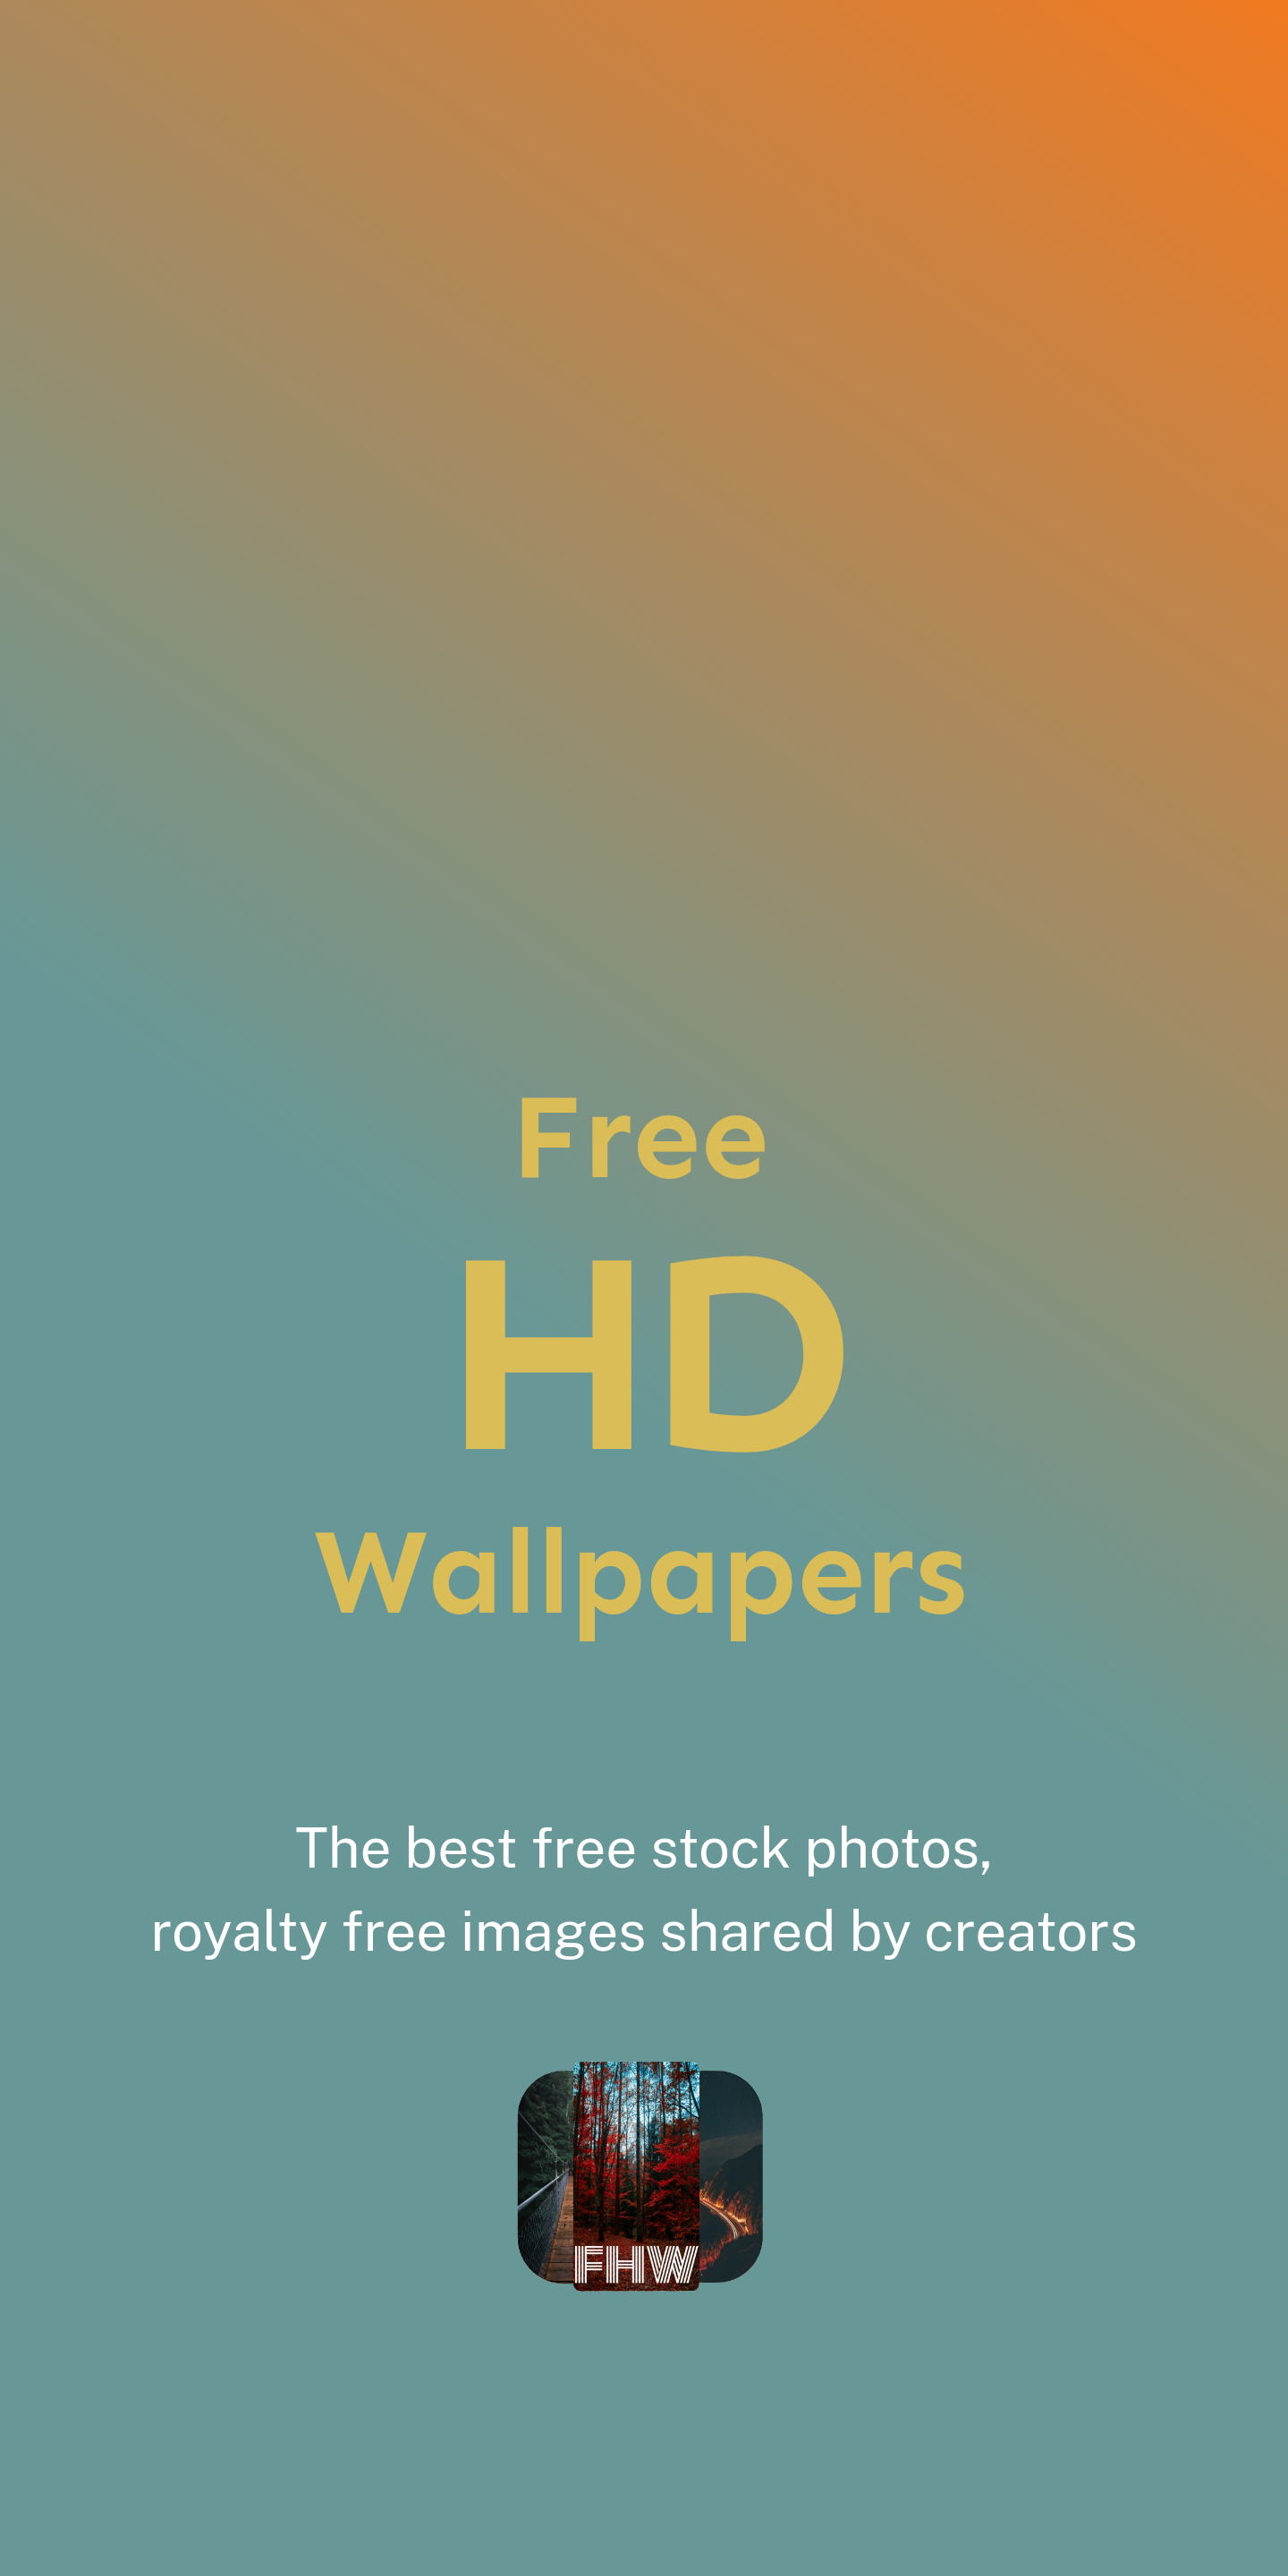 Free
HD
Wallpapers
The best free stock photos,
royalty free images shared by creators
FHW